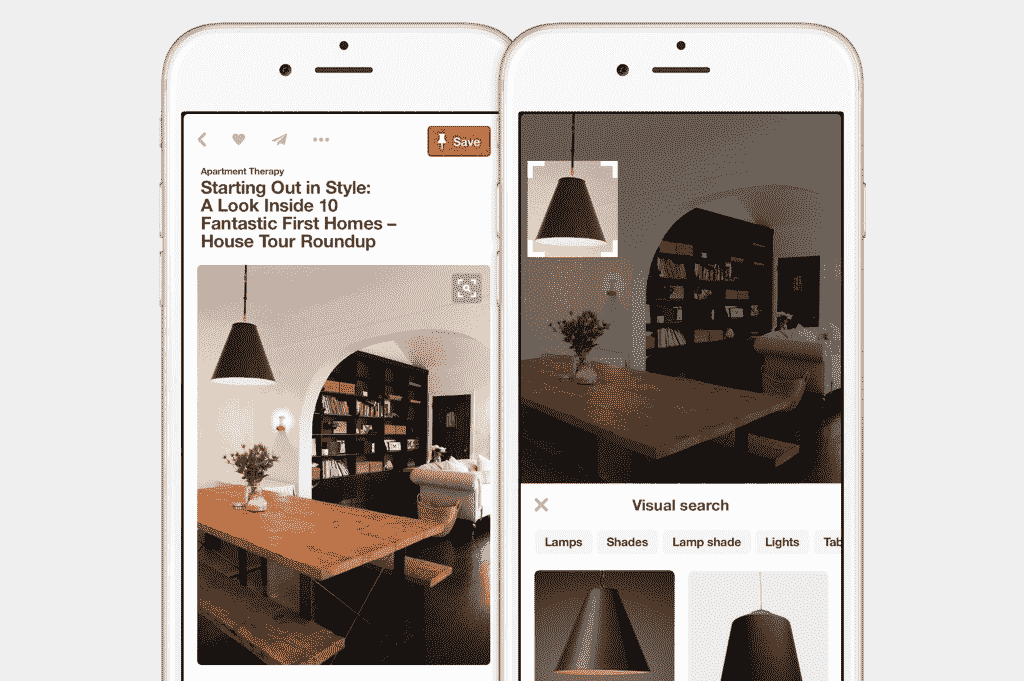 Save
Apartment Therapy
Starting Out in Style:
A Look Inside 10
Fantastic First Homes –
House Tour Roundup
Visual search
Lamps
Shades
Lamp shade
Lights
Tab